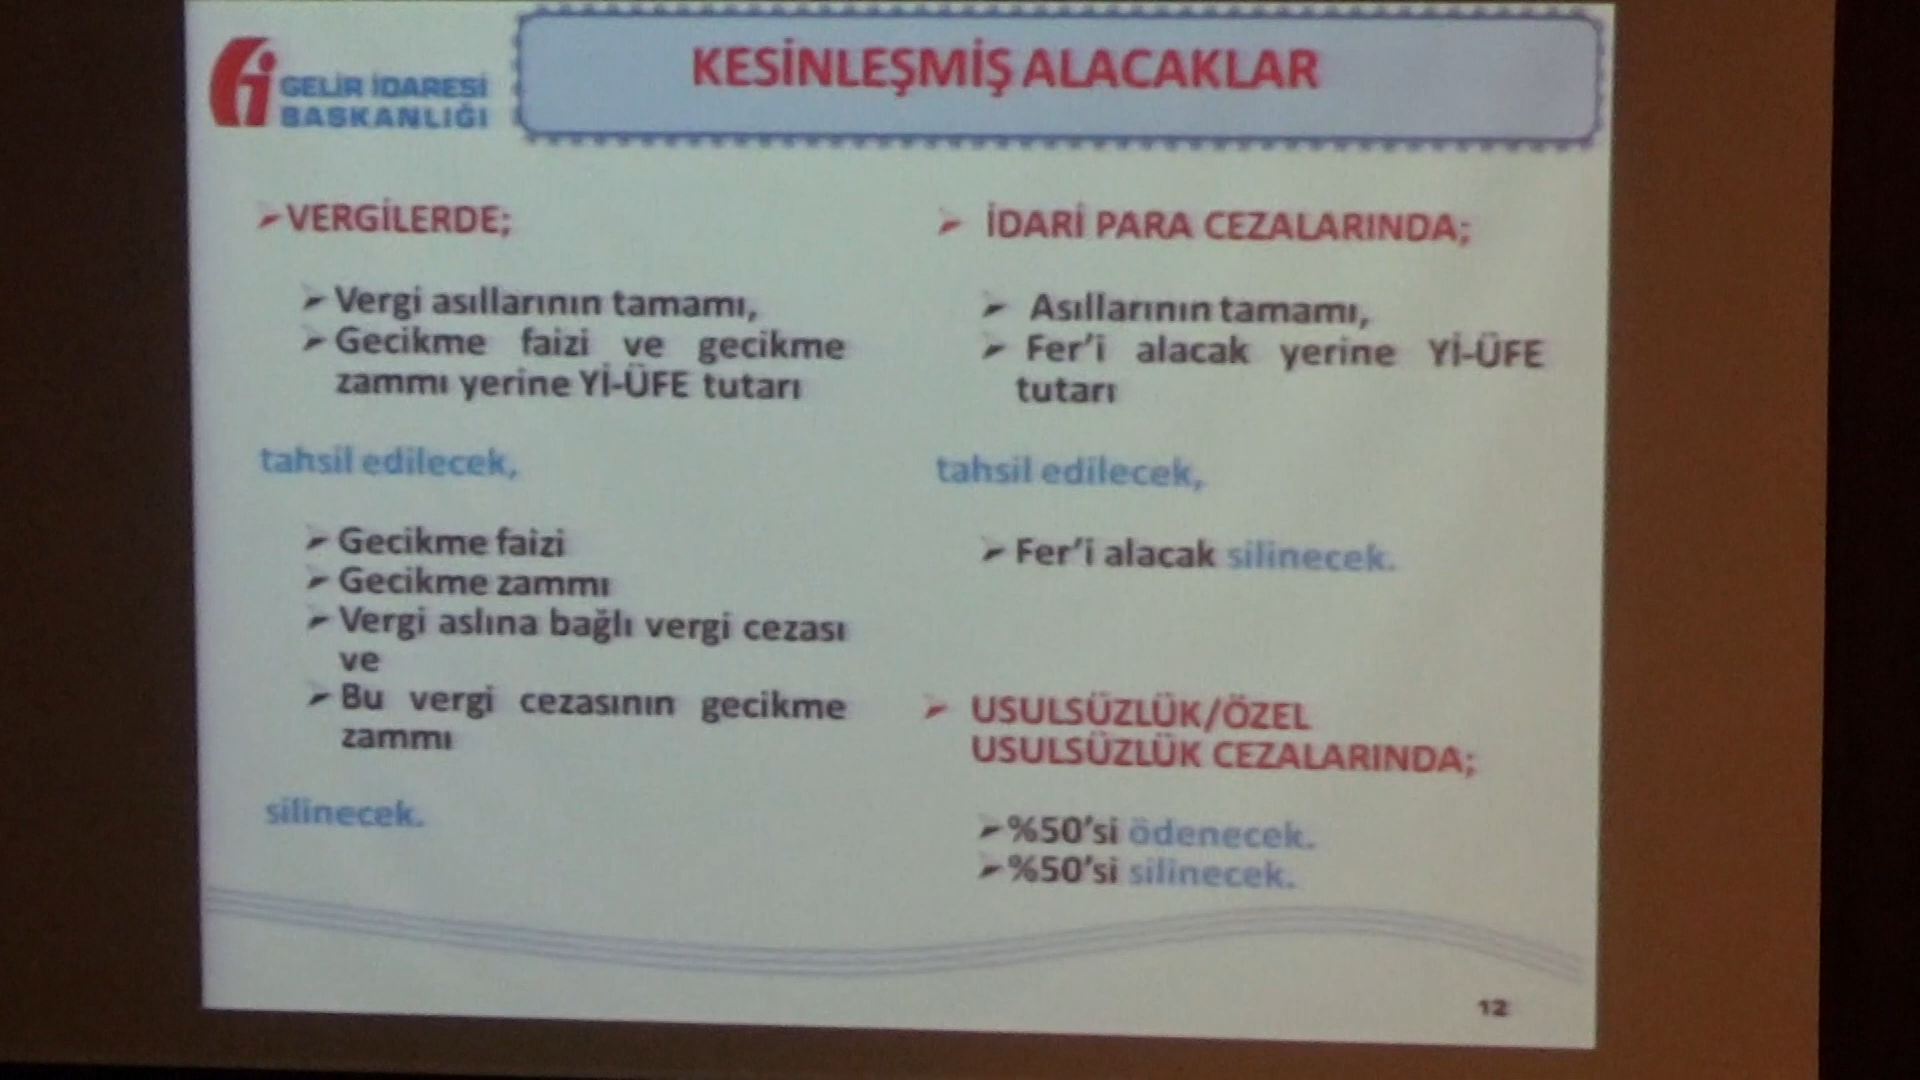 GELİR İDARESİ
BAŞKANLIĞI
KESİNLEŞMİŞ ALACAKLAR
➢VERGİLERDE;
➢Vergi asıllarının tamamı,
➢Gecikme faizi ve gecikme
zammı yerine Yİ-ÜFE tutarı
tahsil edilecek,
➢Gecikme faizi
➢Gecikme zammı
➢Vergi aslına bağlı vergi cezası
ve
➢Bu vergi cezasının gecikme
zammı
silinecek.
➢ İDARİ PARA CEZALARINDA;
➢ Asıllarının tamamı,
➢ Fer'i alacak yerine Yİ-ÜFE
tutarı
tahsil edilecek,
➢Fer'i alacak silinecek.
➢ USULSÜZLÜK/ÖZEL
USULSÜZLÜK CEZALARINDA;
➢%50'si ödenecek.
➢%50'si silinecek.
12